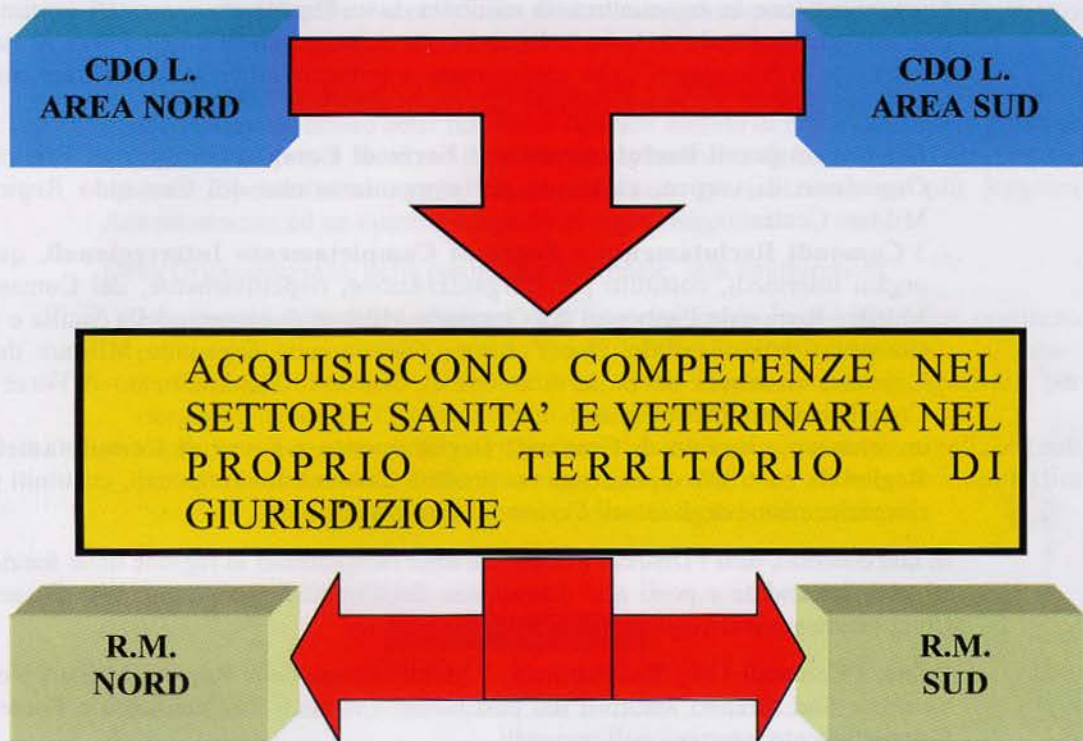 CDO L.
AREA NORD
CDO L.
AREA SUD
ACQUISISCONO COMPETENZE NEL
SETTORE SANITA’ E VETERINARIA NEL
PROPRIO TERRITORIO DI
GIURISDIZIONE
R.M.
NORD
R.M.
SUD